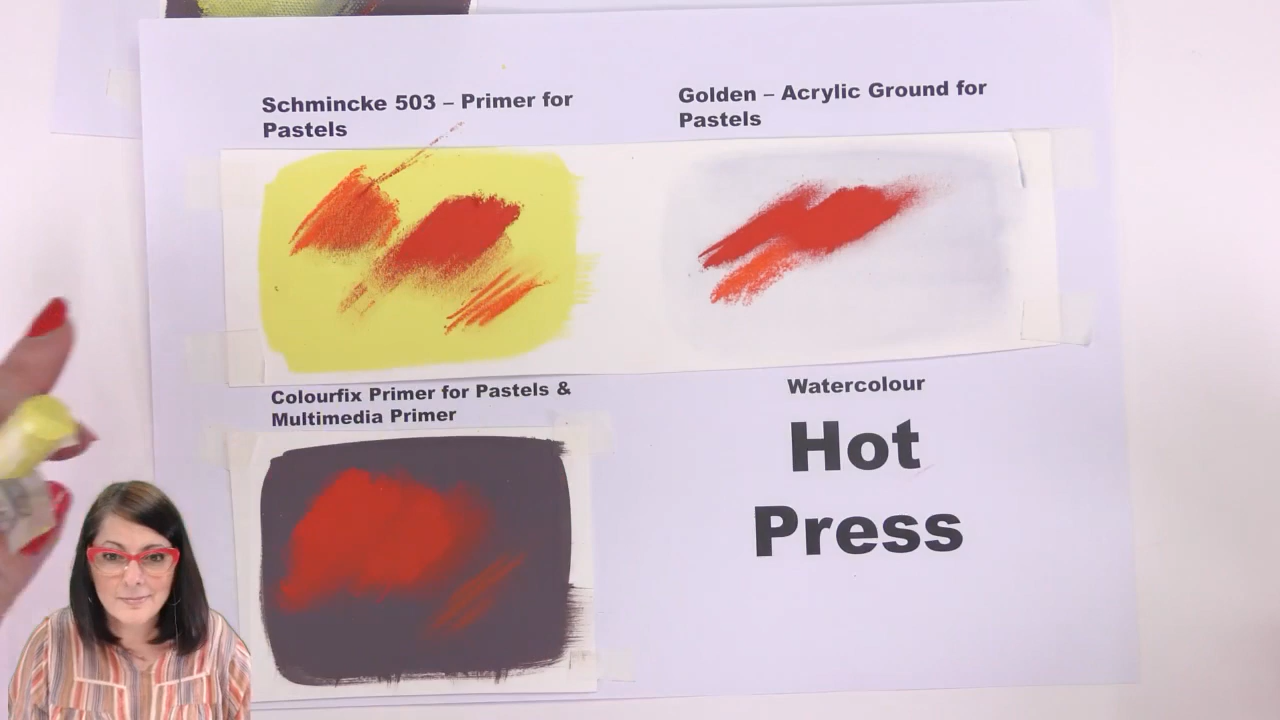 Schmincke 503 – Primer for
Pastels
Golden – Acrylic Ground for
Pastels
Colourfix Primer for Pastels &
Multimedia Primer
Watercolour
Hot
Press